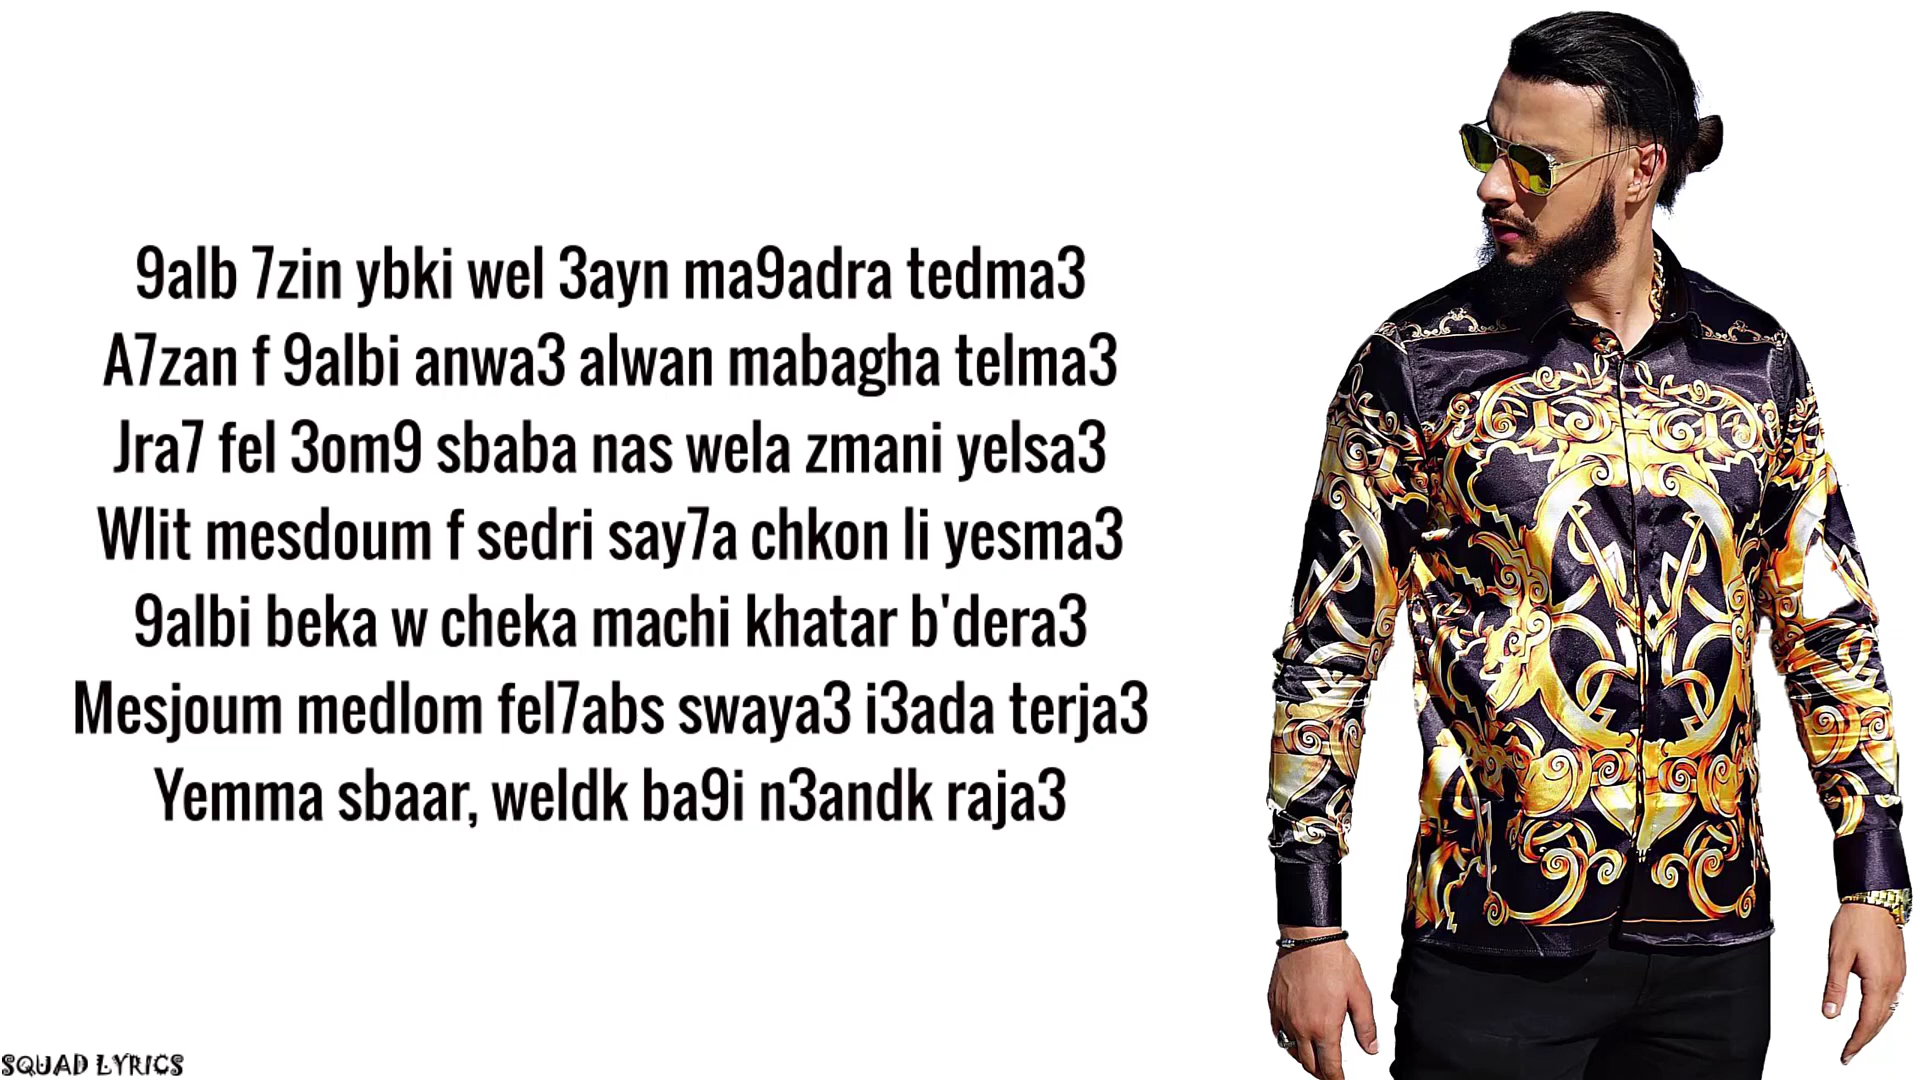 9alb 7zin ybki wel 3ayn ma9adra tedma3
A7zan f 9albi anwa3 alwan mabagha telma3
Jra7 fel 3om9 sbaba nas wela zmani yelsa3
Wlit mesdoum f sedri say7a chkon li yesma3
9albi beka w cheka machi khatar b'dera3
Mesjoum medlom fel7abs swaya3 i3ada terja3
Yemma sbaar, weldk ba9i n3andk raja3
SQUAD LYRICS